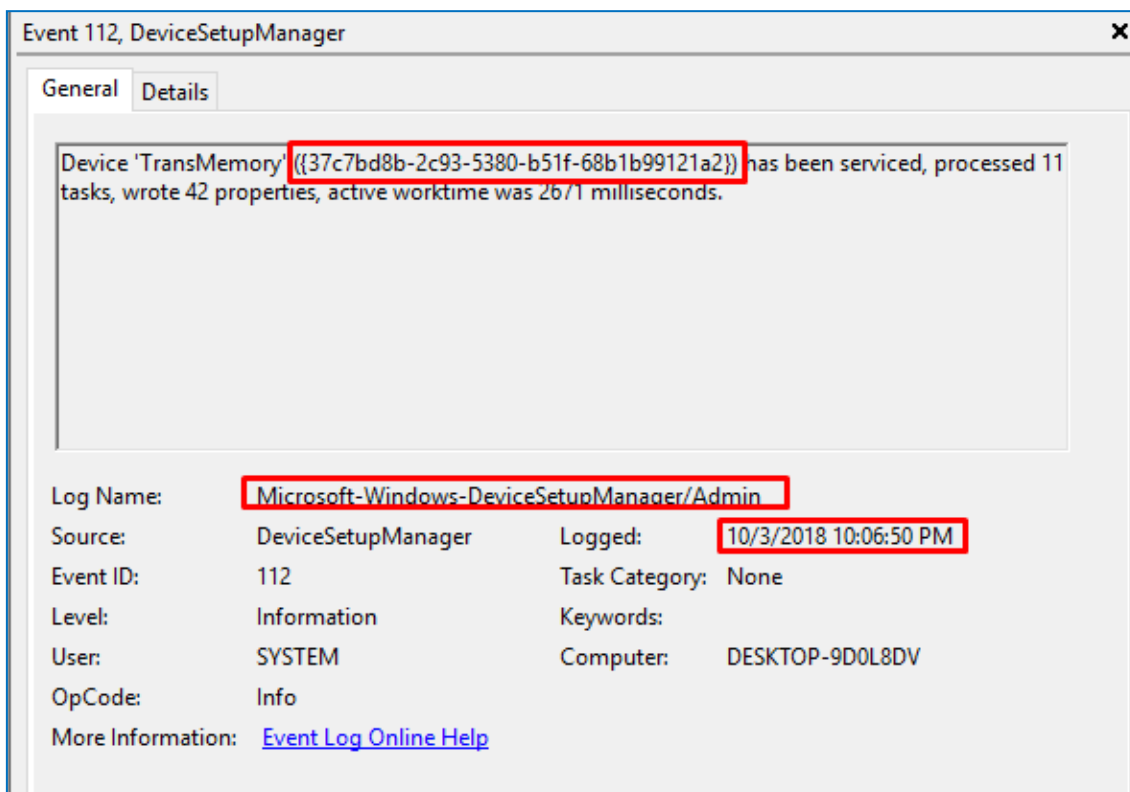 Event 112, DeviceSetupManager
General Details
Device 'TransMemory' ({37c7bd8b-2c93-5380-b51f-68b1b99121a2}) has been serviced, processed 11
tasks, wrote 42 properties, active worktime was 2671 milliseconds.
Log Name: Microsoft-Windows-DeviceSetupManager/Admin
Source: DeviceSetupManager Logged: 10/3/2018 10:06:50 PM
Event ID: 112 Task Category: None
Level: Information Keywords:
User: SYSTEM Computer: DESKTOP-9D0L8DV
OpCode: Info
More Information: Event Log Online Help